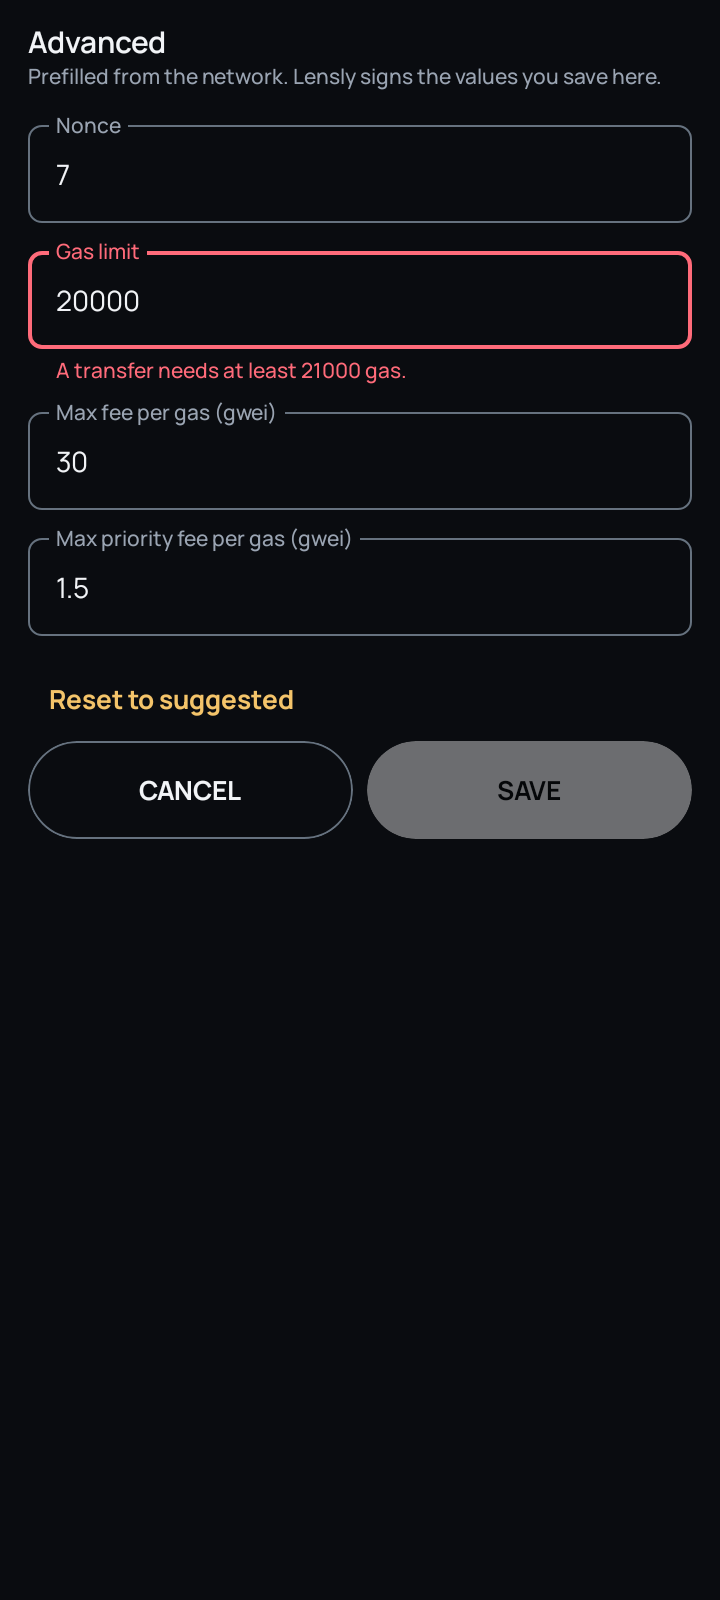 Advanced
Prefilled from the network. Lensly signs the values you save here.
Nonce
7
Gas limit
20000
A transfer needs at least 21000 gas.
Max fee per gas (gwei)
30
Max priority fee per gas (gwei)
1.5
Reset to suggested
CANCEL
SAVE